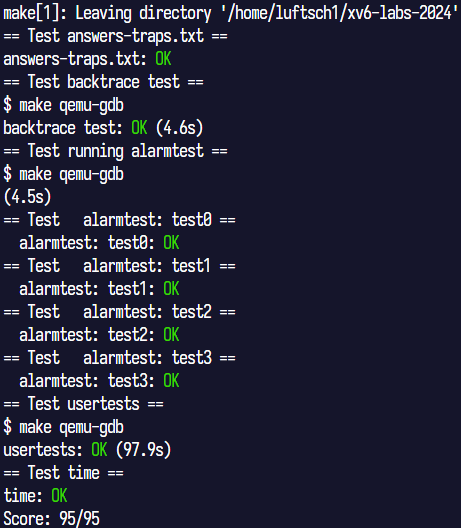 make[1]: Leaving directory '/home/luftsch1/xv6-labs-2024'
== Test answers-traps.txt ==
answers-traps.txt: OK
== Test backtrace test ==
$ make qemu-gdb
backtrace test: OK (4.6s)
== Test running alarmtest ==
$ make qemu-gdb
(4.5s)
== Test   alarmtest: test0 ==
  alarmtest: test0: OK
== Test   alarmtest: test1 ==
  alarmtest: test1: OK
== Test   alarmtest: test2 ==
  alarmtest: test2: OK
== Test   alarmtest: test3 ==
  alarmtest: test3: OK
== Test usertests ==
$ make qemu-gdb
usertests: OK (97.9s)
== Test time ==
time: OK
Score: 95/95